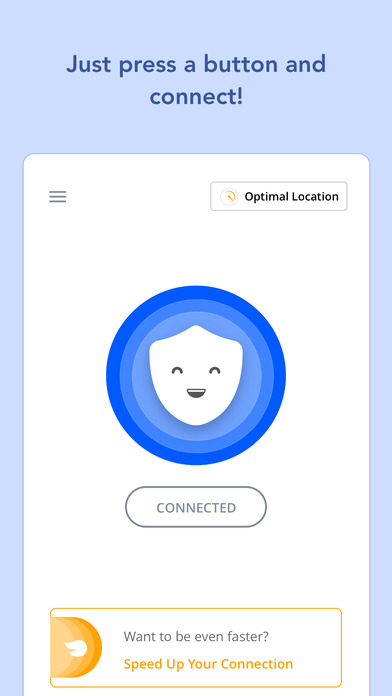 Just press a button and
connect!
Optimal Location
CONNECTED
Want to be even faster?
Speed Up Your Connection